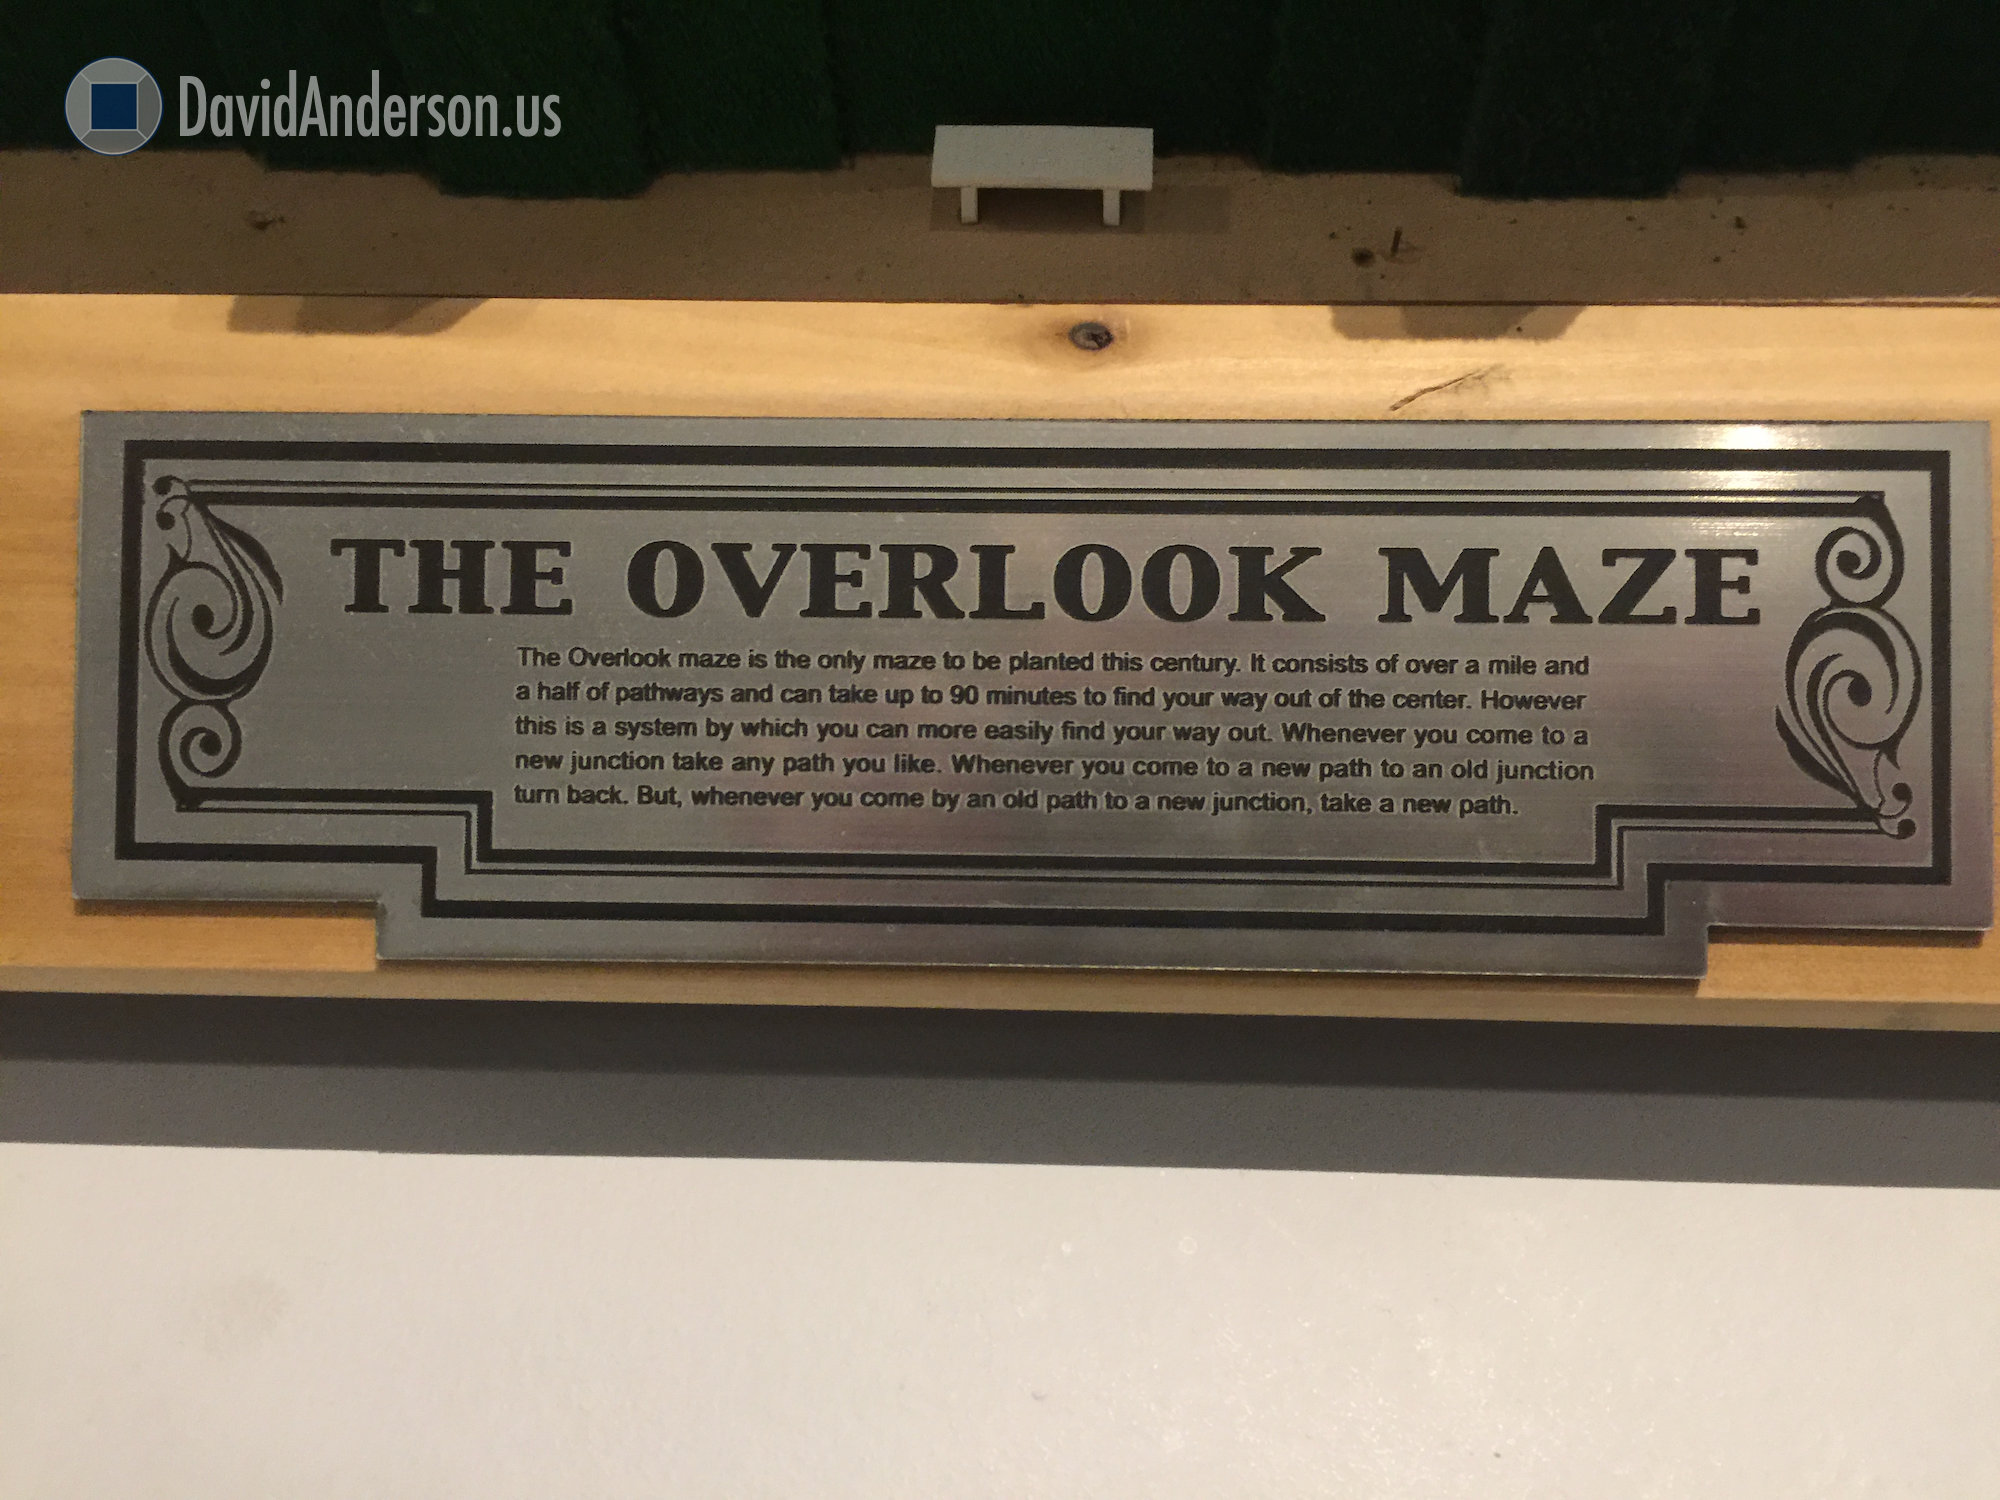 DavidAnderson.us
THE OVERLOOK MAZE
The Overlook maze is the only maze to be planted this century. It consists of over a mile and
a half of pathways and can take up to 90 minutes to find your way out of the center. However
this is a system by which you can more easily find your way out. Whenever you come to a
new junction take any path you like. Whenever you come to a new path to an old junction
turn back. But, whenever you come by an old path to a new junction, take a new path.